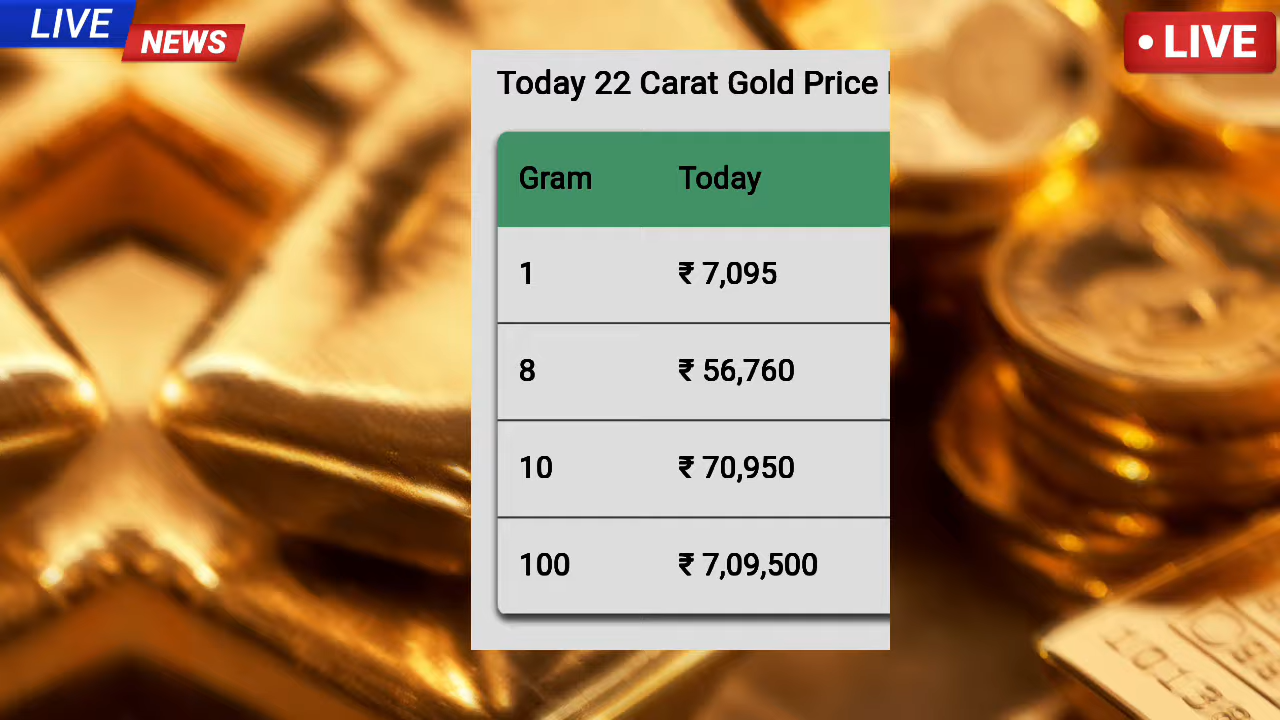 LIVE
NEWS
LIVE
Today 22 Carat Gold Price
Gram Today
1 ₹ 7,095
8 ₹ 56,760
10 ₹ 70,950
100 ₹ 7,09,500